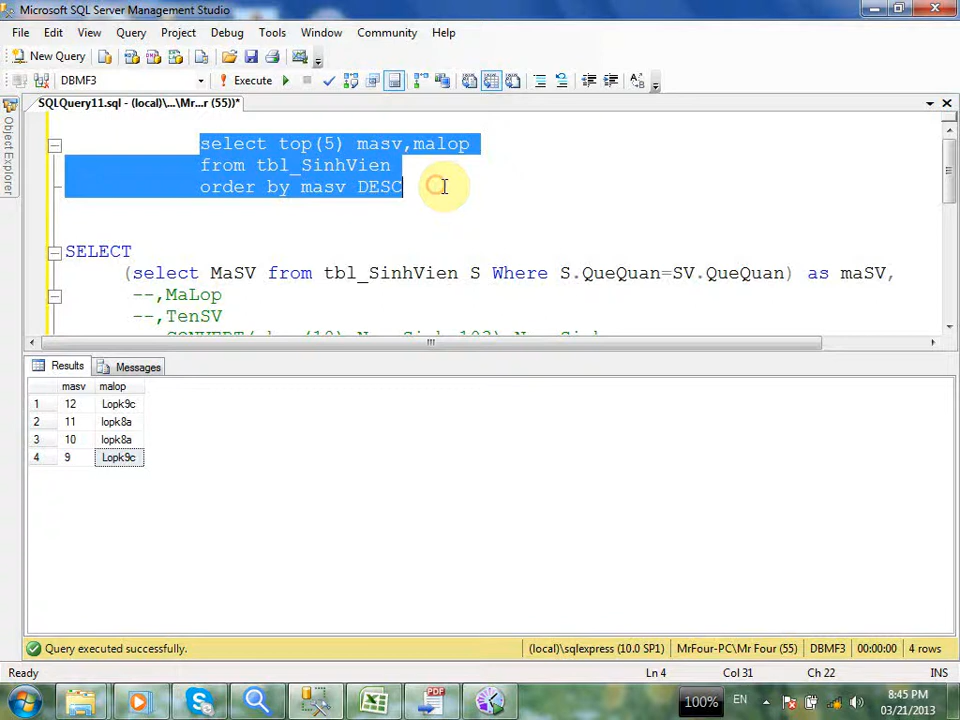 Microsoft SQL Server Management Studio
File Edit View Query Project Debug Tools Window Community Help
New Query
DBMF3 Execute
SQLQuery11.sql - (local)\...\Mr...r (55))*
Object Explorer
select top(5) masv,malop
from tbl_SinhVien
order by masv DESC
SELECT
(select MaSV from tbl_SinhVien S Where S.QueQuan=SV.QueQuan) as maSV,
--,MaLop
--,TenSV
Results Messages
masv malop
1 12 Lopk9c
2 11 lopk8a
3 10 lopk8a
4 9 Lopk9c
Query executed successfully. (local)\sqlexpress (10.0 SP1) MrFour-PC\Mr Four (55) DBMF3 00:00:00 4 rows
Ready Ln 4 Col 31 Ch 22 INS
100% EN 8:45 PM
03/21/2013